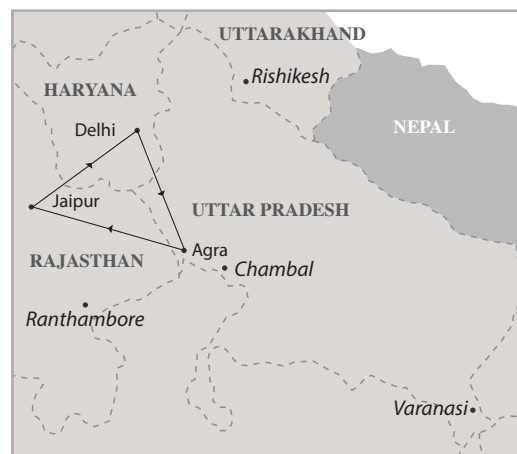 UTTARAKHAND
Rishikesh
HARYANA
Delhi
NEPAL
Jaipur
UTTAR PRADESH
Agra
RAJASTHAN
Chambal
Ranthambore
Varanasi